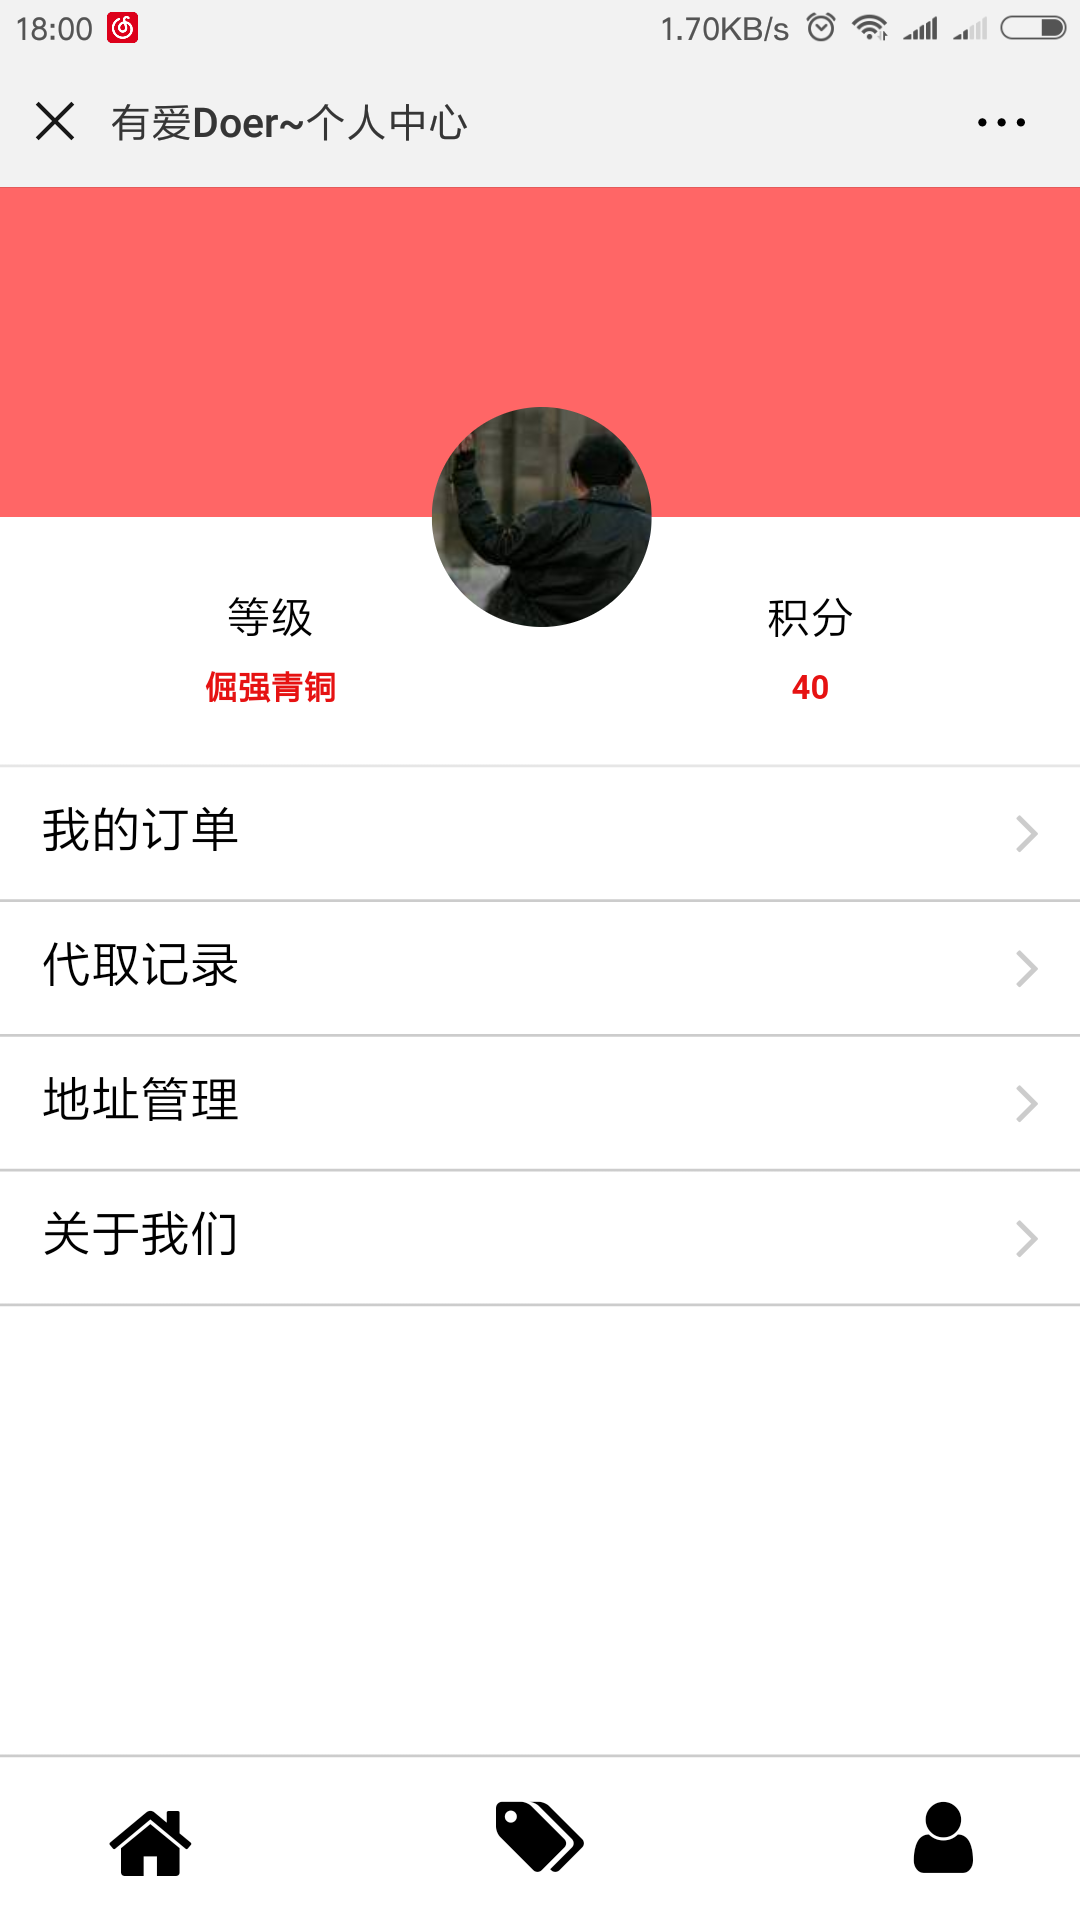 18:00 1.70KB/s
有爱Doer~个人中心
等级 积分
倔强青铜 40
我的订单
代取记录
地址管理
关于我们